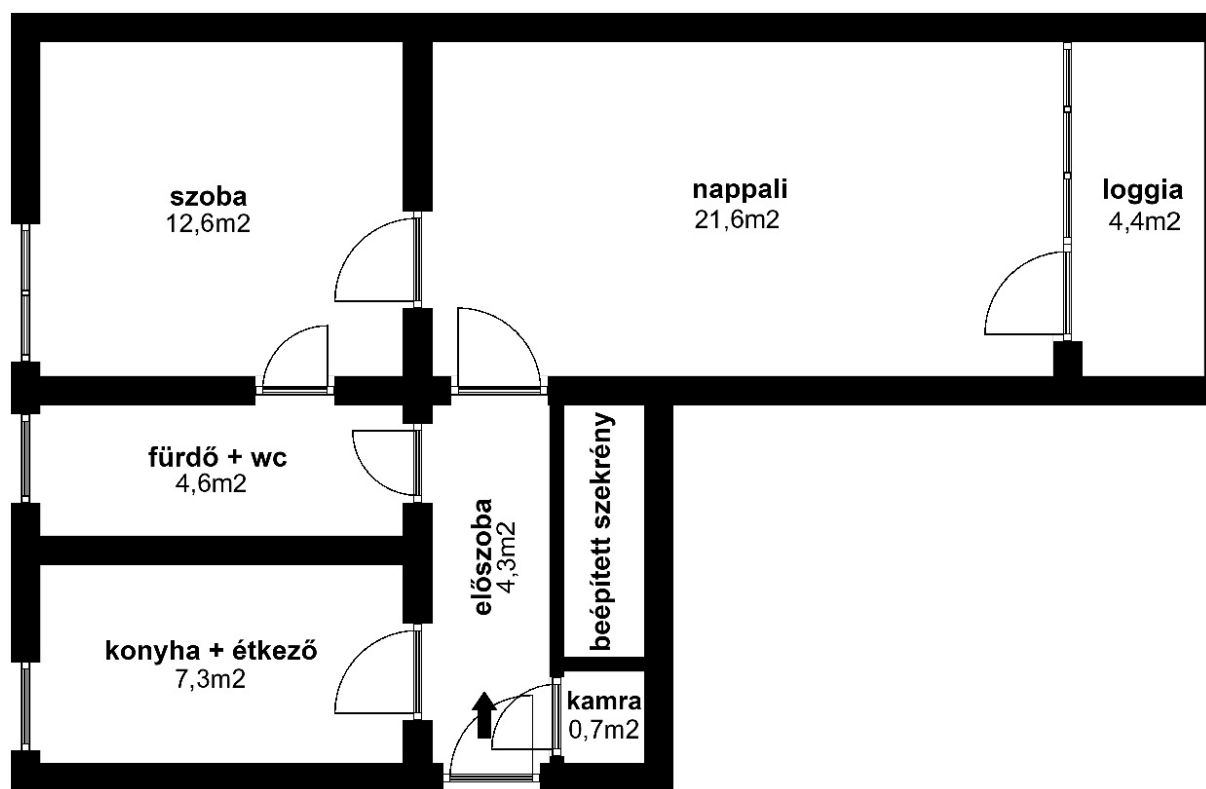 szoba
12,6m2
nappali
21,6m2
loggia
4,4m2
fürdő + wc
4,6m2
előszoba
4,3m2
beépített szekrény
konyha + étkező
7,3m2
kamra
0,7m2